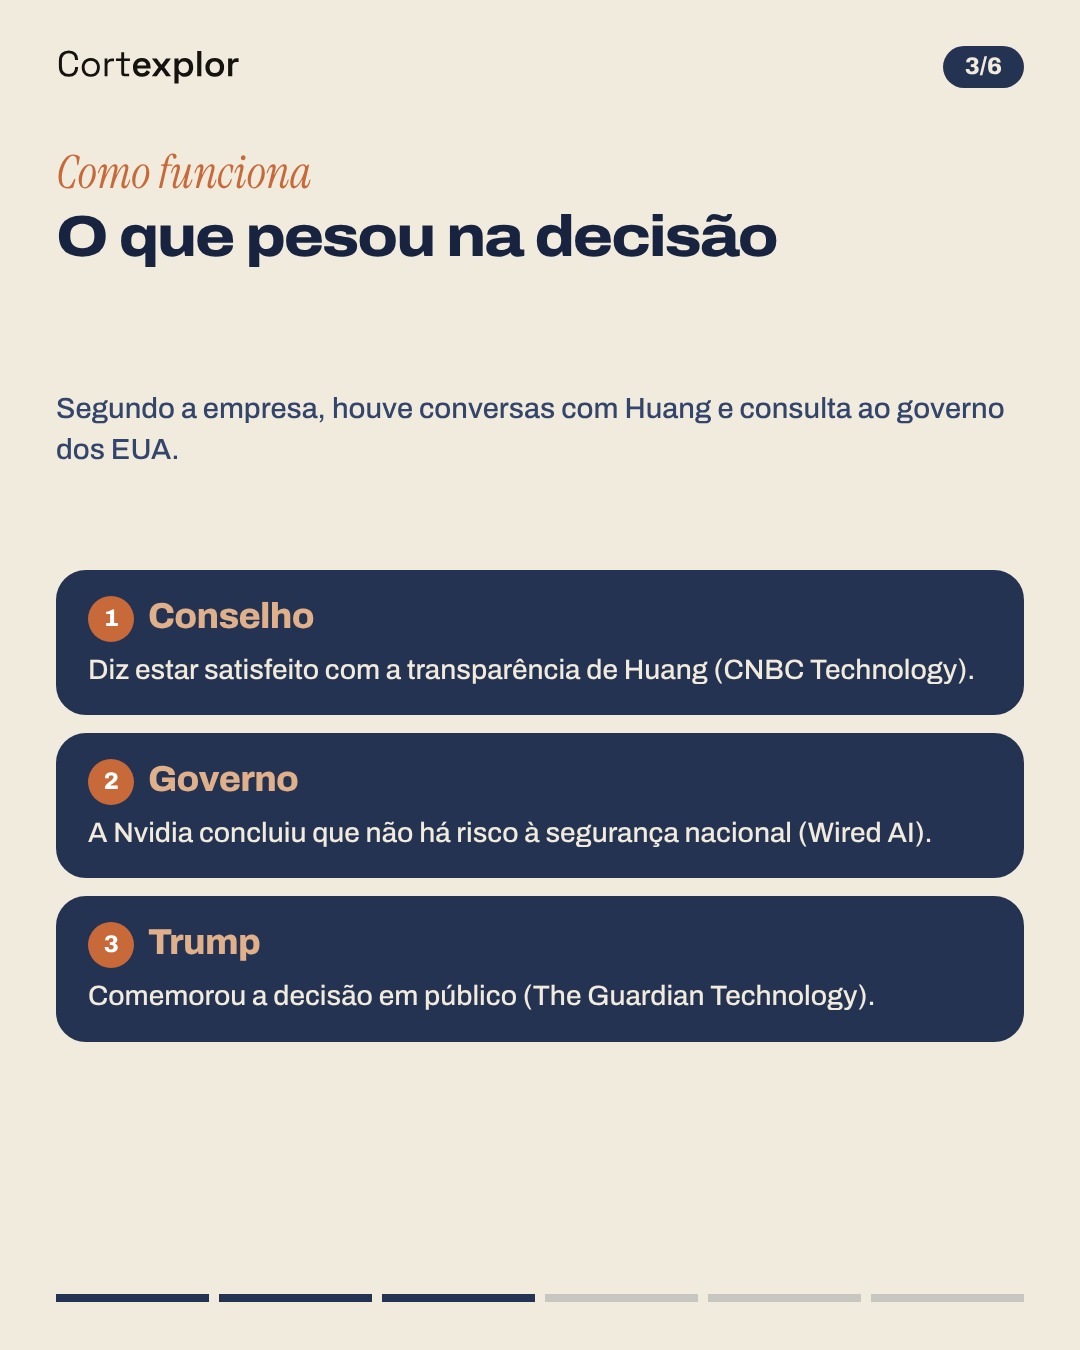 Cortexplor
3/6
Como funciona
O que pesou na decisão
Segundo a empresa, houve conversas com Huang e consulta ao governo
dos EUA.
1 Conselho
Diz estar satisfeito com a transparência de Huang (CNBC Technology).
2 Governo
A Nvidia concluiu que não há risco à segurança nacional (Wired AI).
3 Trump
Comemorou a decisão em público (The Guardian Technology).